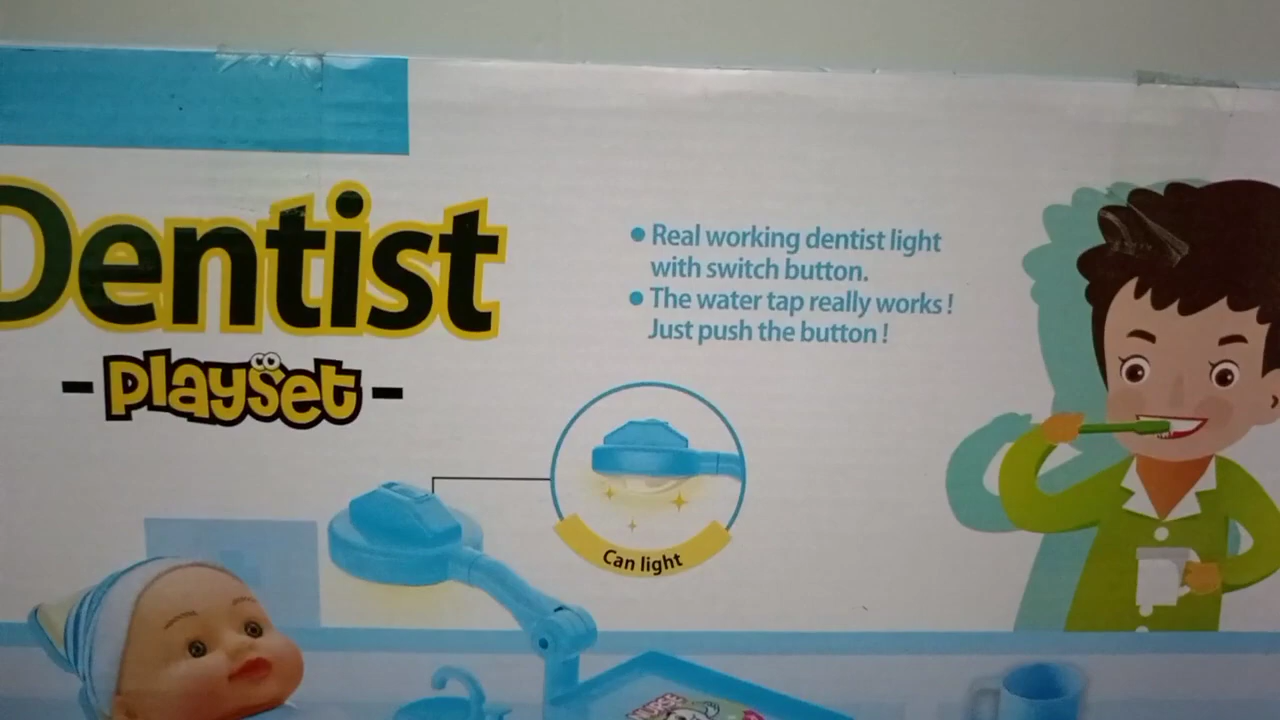 Dentist
- playset -
● Real working dentist light
with switch button.
● The water tap really works !
Just push the button !
Can light
NURSE